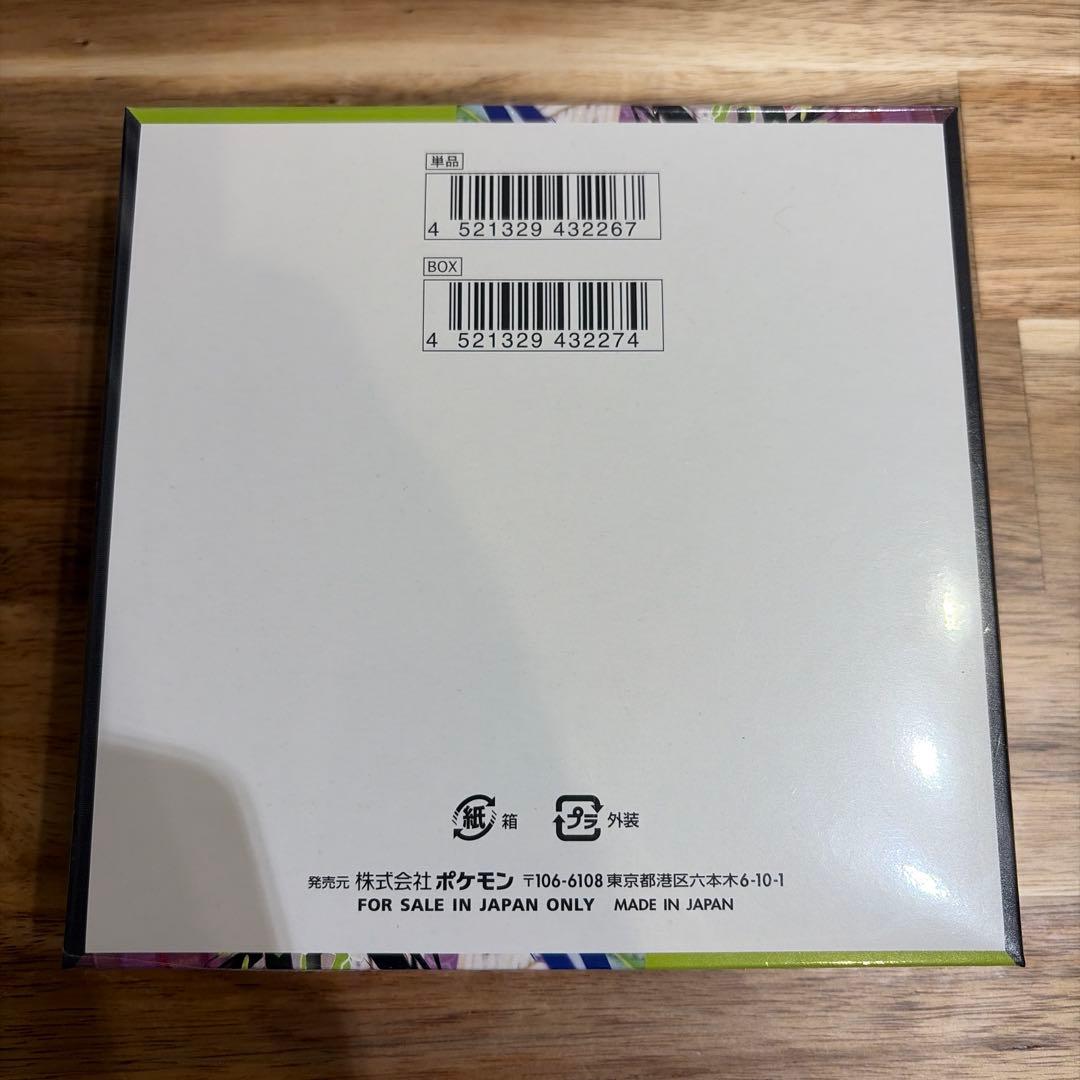 単品
4 521329 432267
BOX
4 521329 432274
紙 箱 プラ 外装
発売元 株式会社 ポケモン 〒106-6108 東京都港区六本木6-10-1
FOR SALE IN JAPAN ONLY MADE IN JAPAN